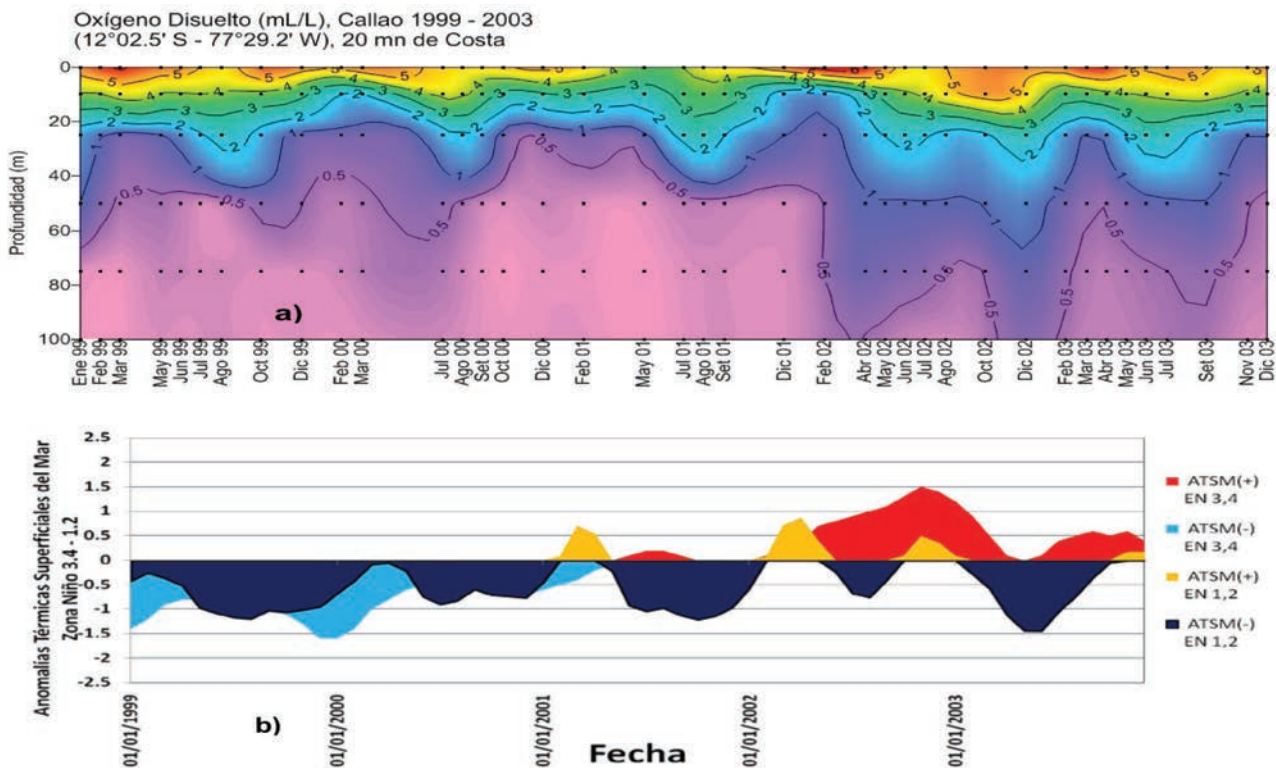 Oxígeno Disuelto (mL/L), Callao 1999 - 2003
(12°02.5' S - 77°29.2' W), 20 mn de Costa
Profundidad (m)
0
20
40
60
80
100
5
4
3
2
1
0.5
a)
Ene 99
Feb 99
Mar 99
May 99
Jun 99
Jul 99
Ago 99
Oct 99
Dic 99
Feb 00
Mar 00
Jul 00
Ago 00
Set 00
Oct 00
Dic 00
Feb 01
May 01
Jul 01
Ago 01
Set 01
Dic 01
Feb 02
Abr 02
May 02
Jun 02
Jul 02
Ago 02
Oct 02
Dic 02
Feb 03
Mar 03
Abr 03
May 03
Jun 03
Jul 03
Set 03
Nov 03
Dic 03
Anomalías Térmicas Superficiales del Mar
Zona Niño 3.4 - 1.2
2.5
2
1.5
1
0.5
0
-0.5
-1
-1.5
-2
-2.5
01/01/1999
01/01/2000
01/01/2001
01/01/2002
01/01/2003
b)
Fecha
ATSM(+)
EN 3,4
ATSM(-)
EN 3,4
ATSM(+)
EN 1,2
ATSM(-)
EN 1,2